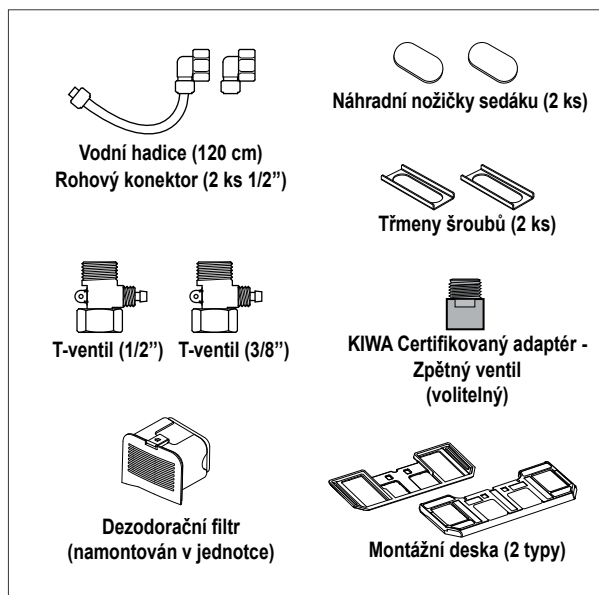 Vodní hadice (120 cm)
Rohový konektor (2 ks 1/2”)
Náhradní nožičky sedáku (2 ks)
Třmeny šroubů (2 ks)
T-ventil (1/2”)
T-ventil (3/8”)
KIWA Certifikovaný adaptér -
Zpětný ventil
(volitelný)
Dezodorační filtr
(namontován v jednotce)
Montážní deska (2 typy)